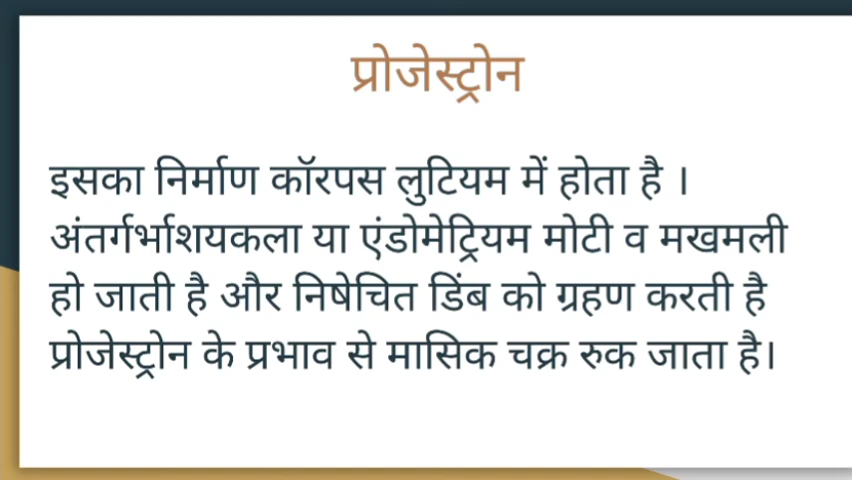 प्रोजेस्ट्रोन
इसका निर्माण कॉरपस लुटियम में होता है ।
अंतर्गर्भाशयकला या एंडोमेट्रियम मोटी व मखमली
हो जाती है और निषेचित डिंब को ग्रहण करती है
प्रोजेस्ट्रोन के प्रभाव से मासिक चक्र रुक जाता है।